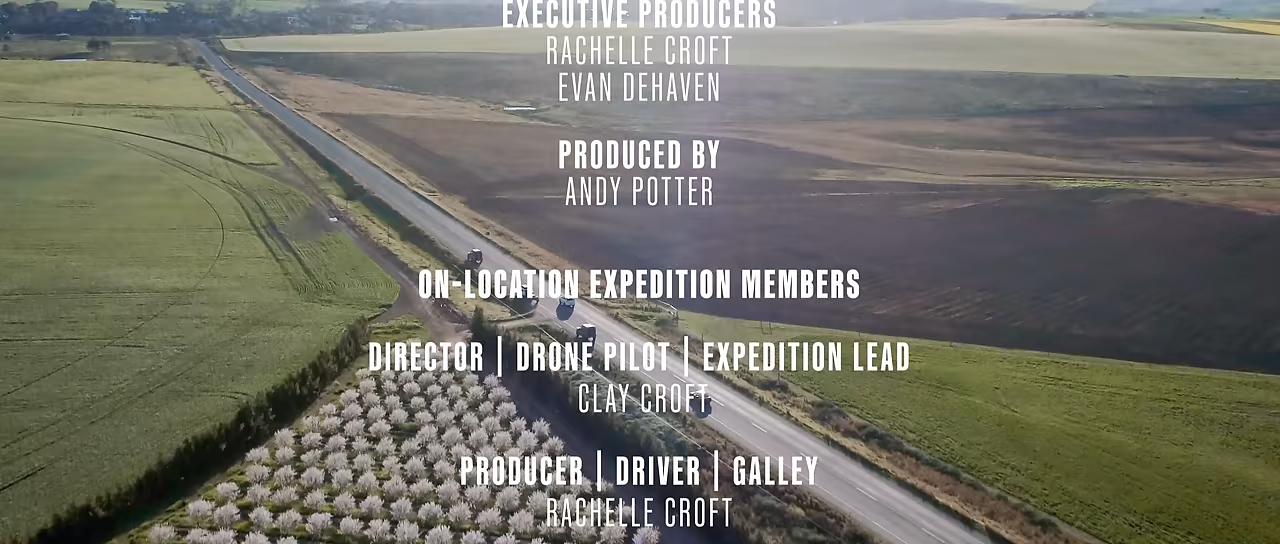 EXECUTIVE PRODUCERS
RACHELLE CROFT
EVAN DEHAVEN
PRODUCED BY
ANDY POTTER
ON-LOCATION EXPEDITION MEMBERS
DIRECTOR | DRONE PILOT | EXPEDITION LEAD
CLAY CROFT
PRODUCER | DRIVER | GALLEY
RACHELLE CROFT